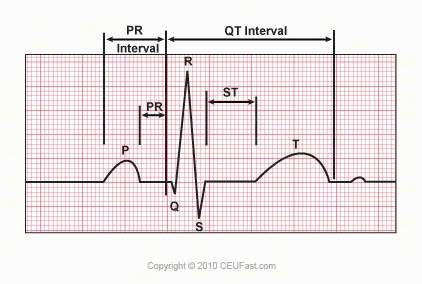 PR
Interval
QT Interval
R
ST
PR
P
T
Q
S
Copyright © 2010 CEUFast.com